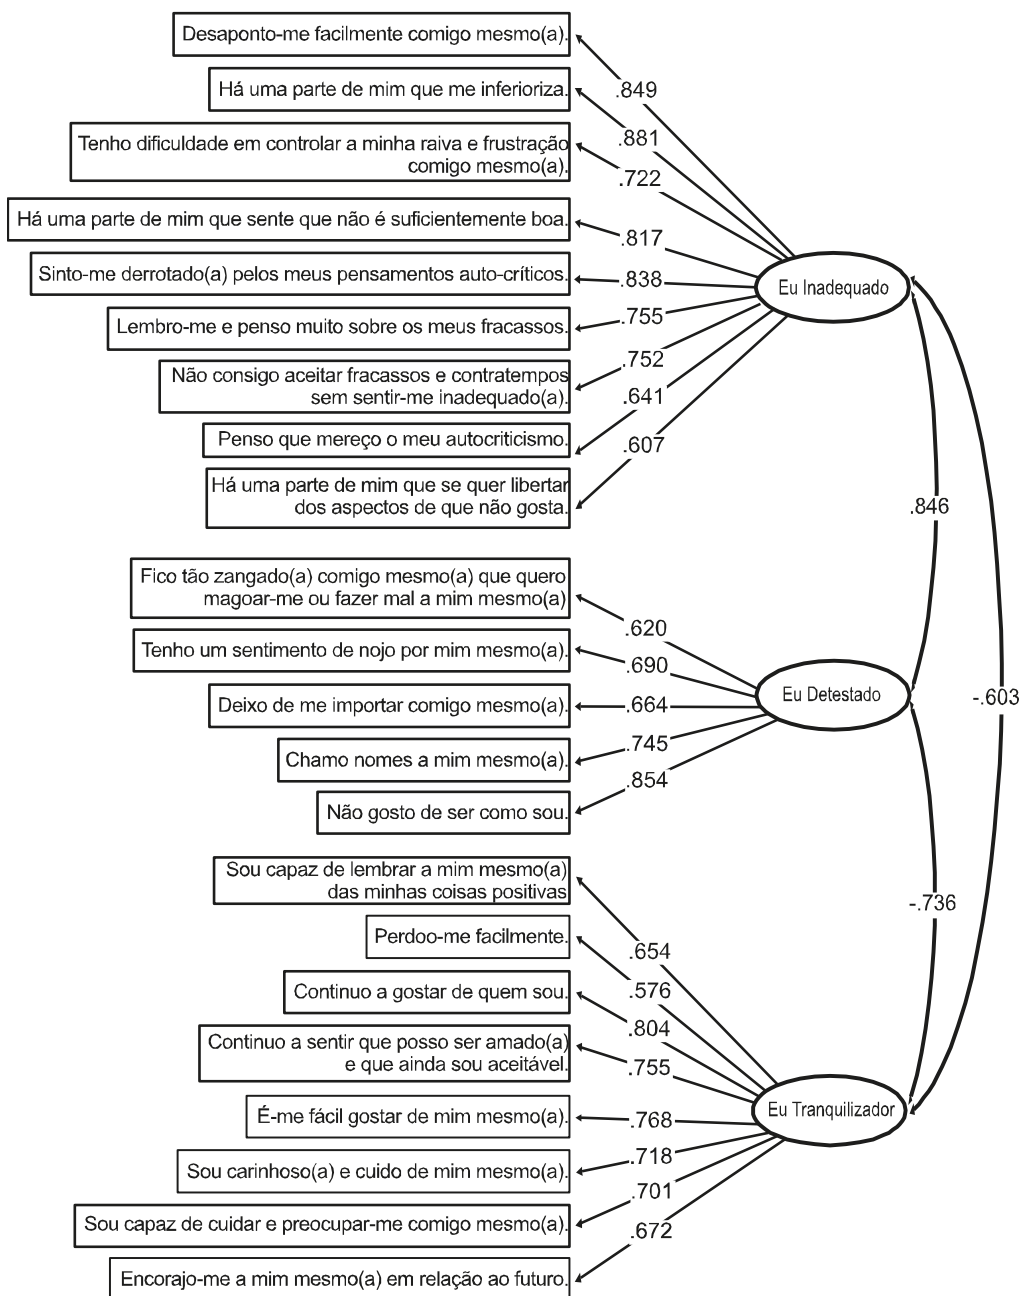 Desaponto-me facilmente comigo mesmo(a).
.849
Há uma parte de mim que me inferioriza.
.881
Tenho dificuldade em controlar a minha raiva e frustração
comigo mesmo(a).
.722
Há uma parte de mim que sente que não é suficientemente boa.
.817
Sinto-me derrotado(a) pelos meus pensamentos auto-críticos.
.838
Eu Inadequado
Lembro-me e penso muito sobre os meus fracassos.
.755
Não consigo aceitar fracassos e contratempos
sem sentir-me inadequado(a).
.752
Penso que mereço o meu autocriticismo.
.641
Há uma parte de mim que se quer libertar
dos aspectos de que não gosta.
.607
.846
Fico tão zangado(a) comigo mesmo(a) que quero
magoar-me ou fazer mal a mim mesmo(a)
.620
Tenho um sentimento de nojo por mim mesmo(a).
.690
Deixo de me importar comigo mesmo(a).
.664
Eu Detestado
-.603
Chamo nomes a mim mesmo(a).
.745
Não gosto de ser como sou.
.854
Sou capaz de lembrar a mim mesmo(a)
das minhas coisas positivas
.654
-.736
Perdoo-me facilmente.
.576
Continuo a gostar de quem sou.
.804
Continuo a sentir que posso ser amado(a)
e que ainda sou aceitável.
.755
É-me fácil gostar de mim mesmo(a).
.768
Eu Tranquilizador
Sou carinhoso(a) e cuido de mim mesmo(a).
.718
Sou capaz de cuidar e preocupar-me comigo mesmo(a).
.701
Encorajo-me a mim mesmo(a) em relação ao futuro.
.672